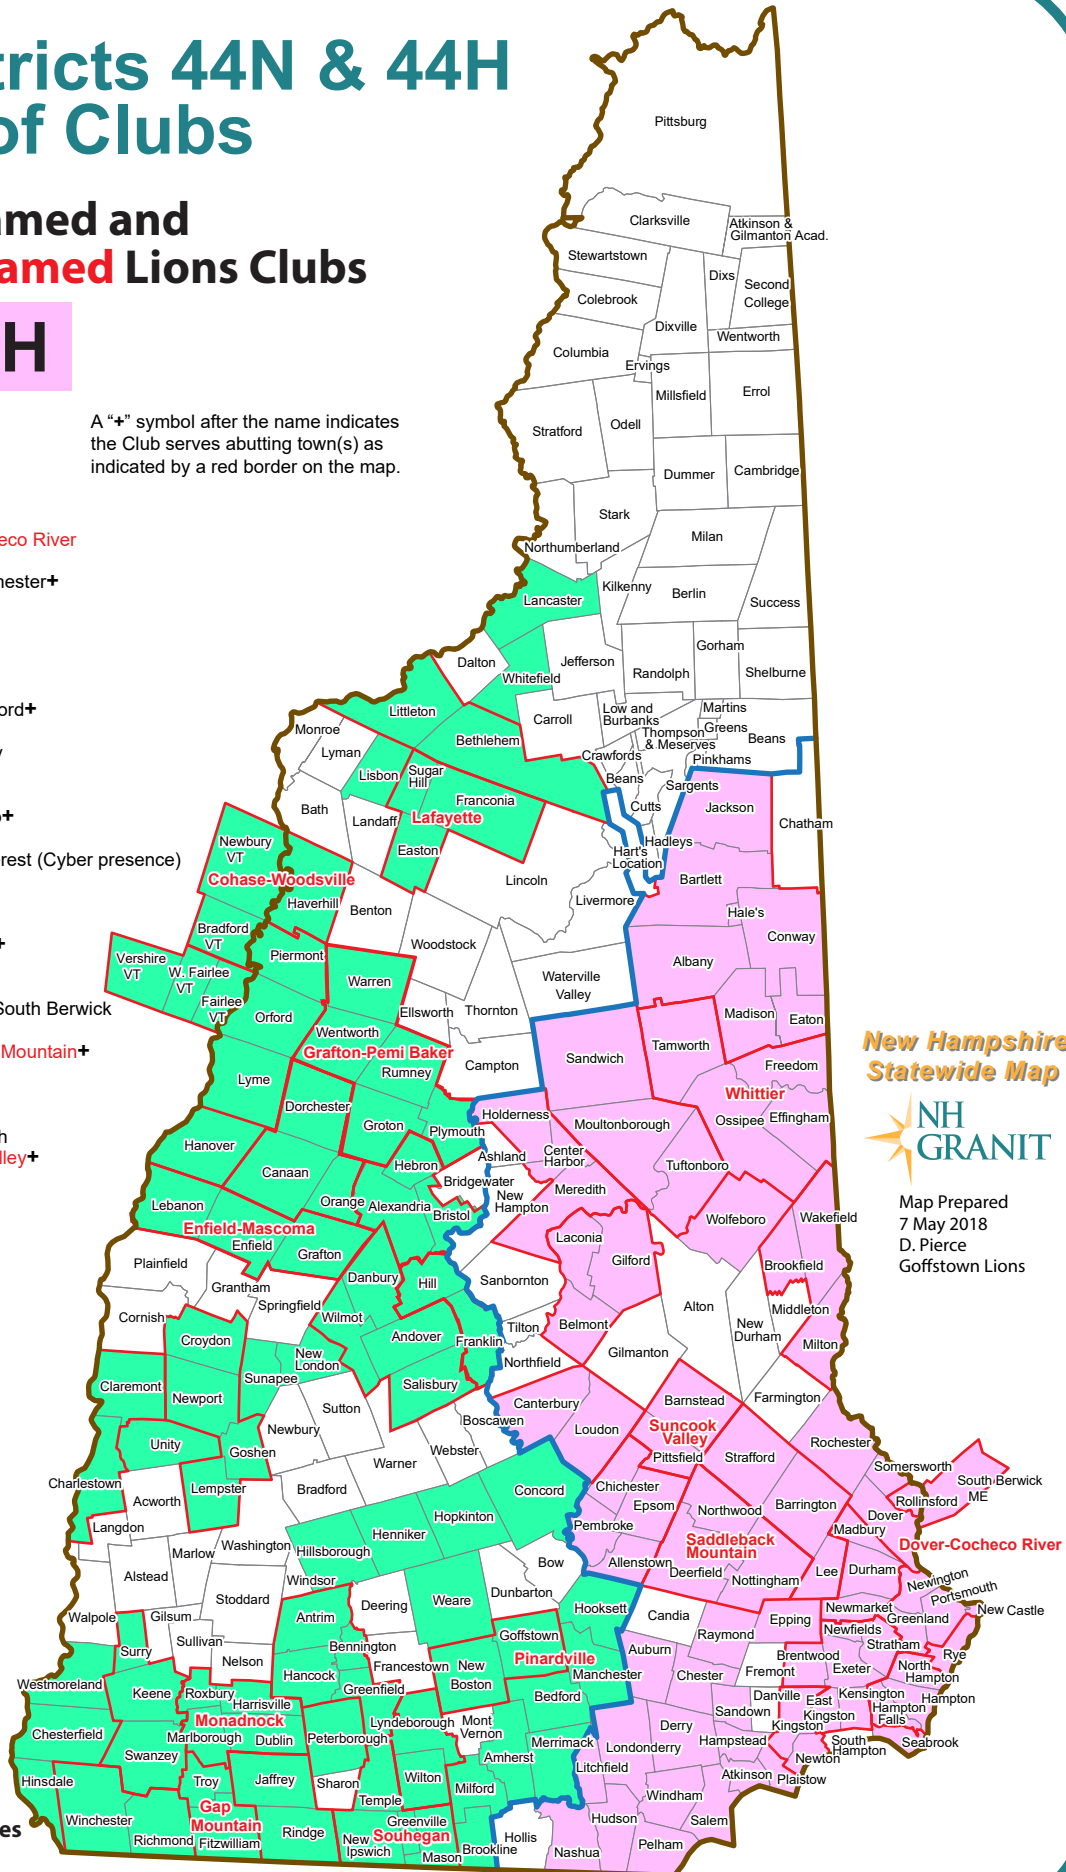 tricts 44N & 44H
of Clubs
amed and
amed Lions Clubs
H
A “+” symbol after the name indicates
the Club serves abutting town(s) as
indicated by a red border on the map.
eco River
hester+
ord+
y
+
rest (Cyber presence)
+
South Berwick
Mountain+
h
lley+
es
Pittsburg
Clarksville
Atkinson &
Gilmanton Acad.
Stewartstown
Dixs
Second
College
Colebrook
Dixville
Wentworth
Columbia
Ervings
Millsfield
Errol
Stratford
Odell
Dummer
Cambridge
Stark
Milan
Northumberland
Kilkenny
Berlin
Success
Lancaster
Dalton
Jefferson
Gorham
Whitefield
Randolph
Shelburne
Littleton
Carroll
Low and
Burbanks
Martins
Greens
Monroe
Bethlehem
Thompson
& Meserves
Beans
Lyman
Crawfords
Pinkhams
Lisbon
Sugar
Hill
Beans
Sargents
Franconia
Cutts
Jackson
Bath
Landaff
Lafayette
Chatham
Newbury
VT
Easton
Hart's
Location
Hadleys
Cohase-Woodsville
Lincoln
Bartlett
Haverhill
Benton
Livermore
Hale's
Bradford
VT
Woodstock
Conway
Vershire
VT
W. Fairlee
VT
Piermont
Warren
Waterville
Valley
Albany
Fairlee
VT
Orford
Ellsworth
Thornton
Madison
Eaton
Wentworth
Grafton-Pemi Baker
Rumney
Campton
Sandwich
Tamworth
Freedom
Lyme
Whittier
Dorchester
Groton
Plymouth
Holderness
Moultonborough
Ossipee
Effingham
Hanover
Hebron
Ashland
Center
Harbor
Tuftonboro
Canaan
Bridgewater
Meredith
Lebanon
Orange
Alexandria
Bristol
New
Hampton
Wolfeboro
Wakefield
Enfield-Mascoma
Enfield
Grafton
Laconia
Gilford
Brookfield
Plainfield
Danbury
Hill
Sanbornton
Grantham
Springfield
Wilmot
Alton
Middleton
Cornish
Croydon
Andover
Franklin
Tilton
Belmont
New
Durham
Milton
New
London
Northfield
Gilmanton
Claremont
Newport
Sunapee
Salisbury
Canterbury
Barnstead
Farmington
Sutton
Boscawen
Loudon
Suncook
Valley
Unity
Newbury
Webster
Pittsfield
Strafford
Rochester
Goshen
Warner
Somersworth
Charlestown
Lempster
Bradford
Concord
Chichester
South Berwick
ME
Acworth
Epsom
Northwood
Barrington
Rollinsford
Langdon
Hopkinton
Pembroke
Dover
Henniker
Saddleback
Mountain
Madbury
Dover-Cocheco River
Marlow
Washington
Hillsborough
Bow
Allenstown
Deerfield
Nottingham
Lee
Durham
Newington
Alstead
Windsor
Dunbarton
Portsmouth
Stoddard
Deering
Weare
Hooksett
Candia
Newmarket
New Castle
Walpole
Gilsum
Antrim
Epping
Greenland
Goffstown
Raymond
Newfields
Surry
Sullivan
Bennington
Auburn
Stratham
Nelson
Francestown
Pinardville
Brentwood
Rye
Westmoreland
Hancock
New
Boston
Manchester
Chester
Fremont
Exeter
North
Hampton
Keene
Roxbury
Greenfield
Bedford
Danville
Kensington
Hampton
Harrisville
Sandown
East
Kingston
Hampton
Falls
Monadnock
Lyndeborough
Mont
Vernon
Kingston
Chesterfield
Marlborough
Dublin
Peterborough
Merrimack
Londonderry
Derry
Hampstead
South
Hampton
Seabrook
Swanzey
Amherst
Newton
Hinsdale
Troy
Jaffrey
Sharon
Wilton
Milford
Litchfield
Atkinson
Plaistow
Temple
Windham
Gap
Mountain
Winchester
Greenville
Hudson
Salem
Richmond
Fitzwilliam
Rindge
New
Ipswich
Souhegan
Mason
Brookline
Hollis
Nashua
Pelham
New Hampshire
Statewide Map
NH
GRANIT
Map Prepared
7 May 2018
D. Pierce
Goffstown Lions